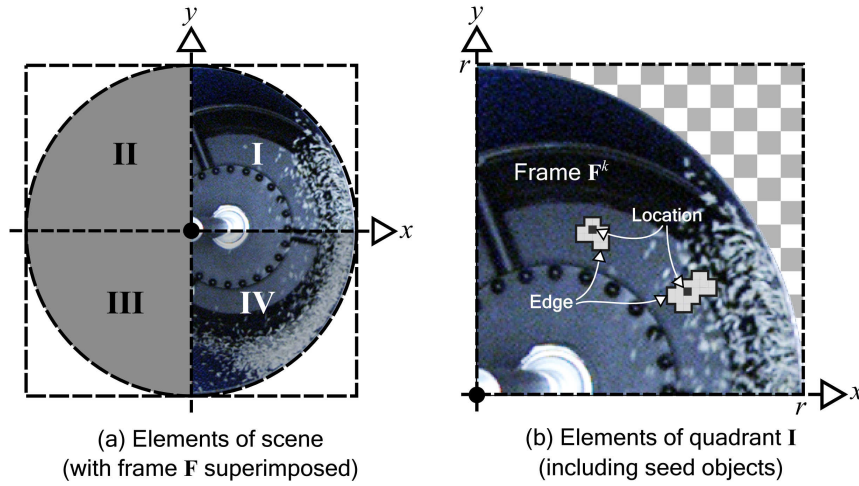 y
x
I
II
III
IV
(a) Elements of scene
(with frame F superimposed)
y
r
Frame F^k
Location
Edge
r
x
(b) Elements of quadrant I
(including seed objects)